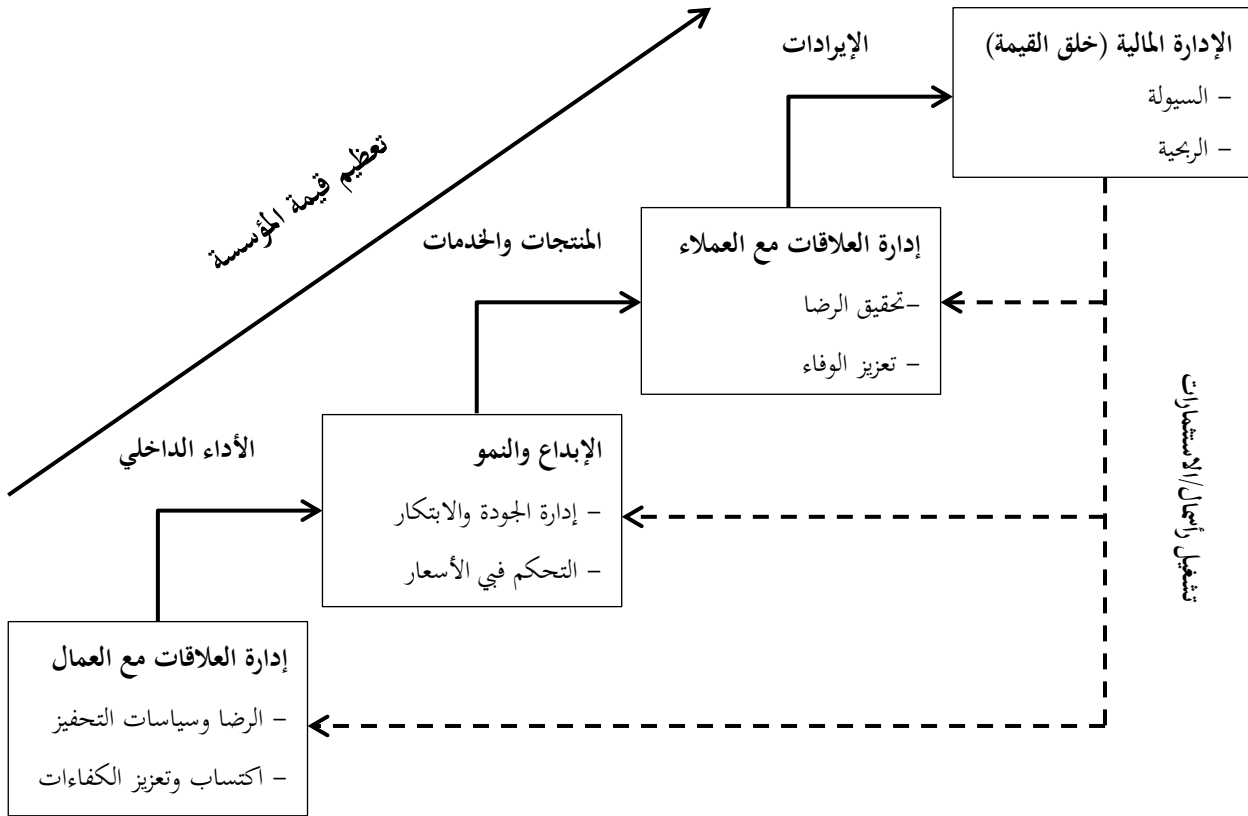 الإدارة المالية (خلق القيمة)
– السيولة
– الربحية
الإيرادات
تعظيم قيمة المؤسسة
إدارة العلاقات مع العملاء
–تحقيق الرضا
– تعزيز الوفاء
المنتجات والخدمات
تشغيل رأسمال/الاستثمارات
الإبداع والنمو
– إدارة الجودة والابتكار
– التحكم فبي الأسعار
الأداء الداخلي
إدارة العلاقات مع العمال
– الرضا وسياسات التحفيز
– اكتساب وتعزيز الكفاءات